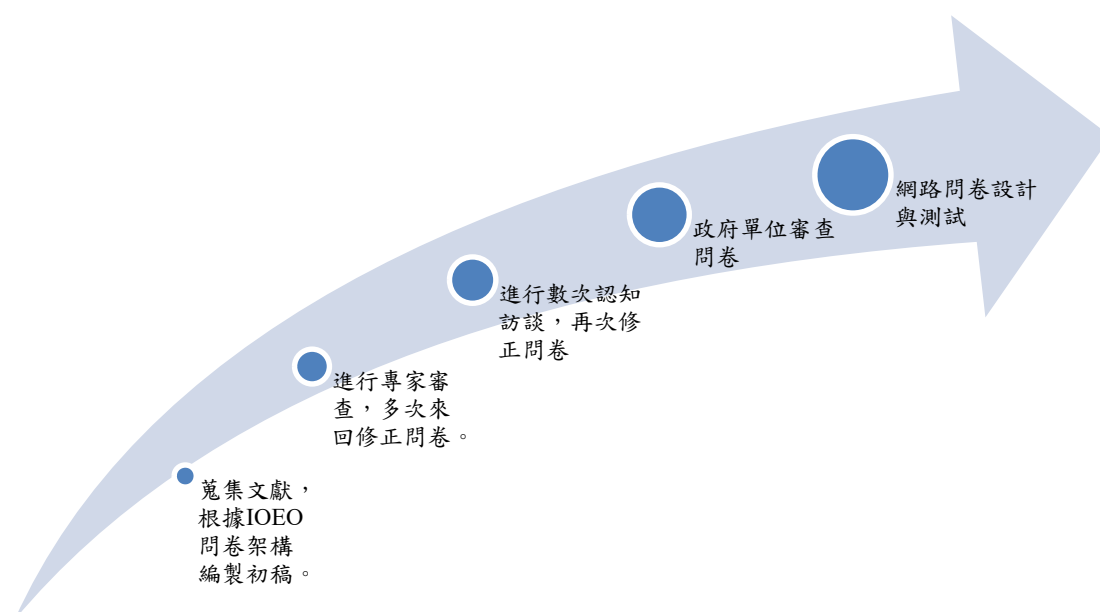 蒐集文獻，
根據IOEO
問卷架構
編製初稿。
進行專家審
查，多次來
回修正問卷。
進行數次認知
訪談，再次修
正問卷
政府單位審查
問卷
網路問卷設計
與測試